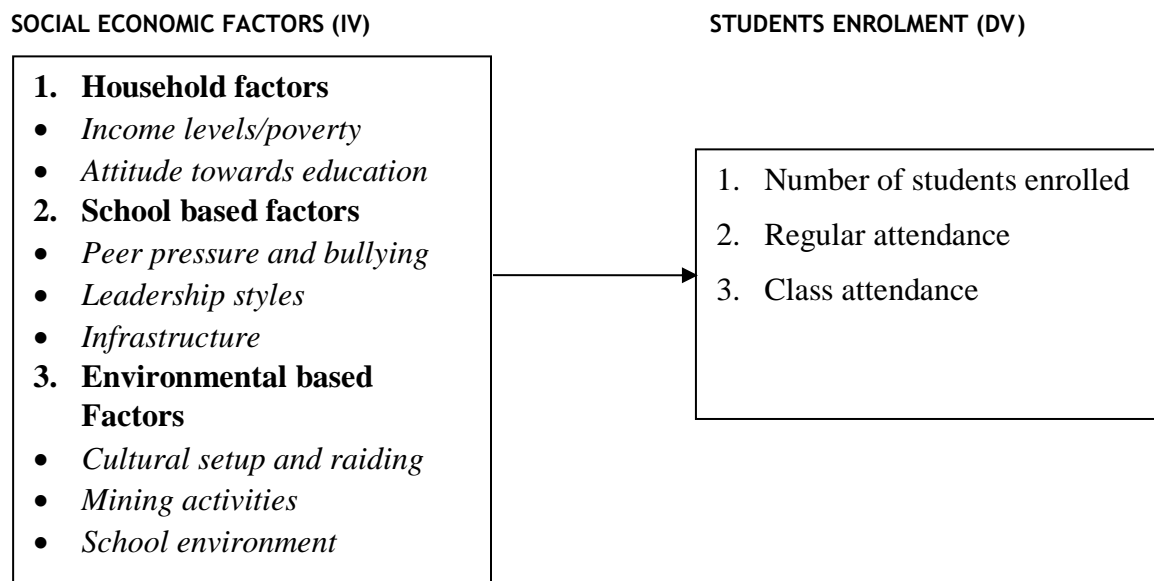 SOCIAL ECONOMIC FACTORS (IV)
STUDENTS ENROLMENT (DV)
1. Household factors
• Income levels/poverty
• Attitude towards education
2. School based factors
• Peer pressure and bullying
• Leadership styles
• Infrastructure
3. Environmental based
Factors
• Cultural setup and raiding
• Mining activities
• School environment
1. Number of students enrolled
2. Regular attendance
3. Class attendance